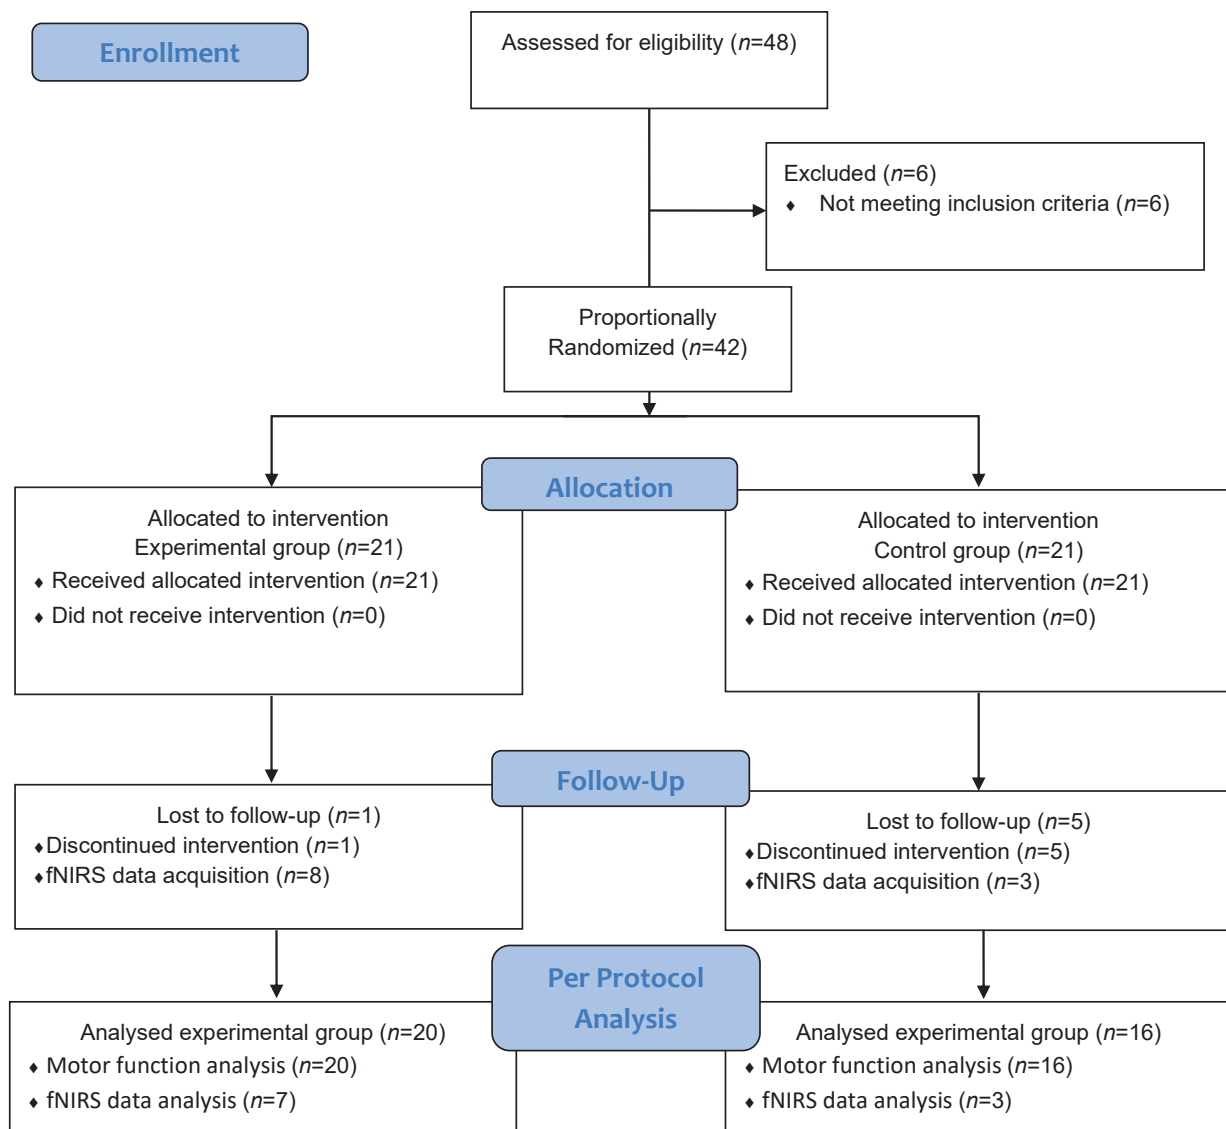 Enrollment
Assessed for eligibility (n=48)
Excluded (n=6)
♦ Not meeting inclusion criteria (n=6)
Proportionally
Randomized (n=42)
Allocation
Allocated to intervention
Experimental group (n=21)
♦ Received allocated intervention (n=21)
♦ Did not receive intervention (n=0)
Allocated to intervention
Control group (n=21)
♦ Received allocated intervention (n=21)
♦ Did not receive intervention (n=0)
Follow-Up
Lost to follow-up (n=1)
♦Discontinued intervention (n=1)
♦fNIRS data acquisition (n=8)
Lost to follow-up (n=5)
♦Discontinued intervention (n=5)
♦fNIRS data acquisition (n=3)
Per Protocol
Analysis
Analysed experimental group (n=20)
♦ Motor function analysis (n=20)
♦ fNIRS data analysis (n=7)
Analysed experimental group (n=16)
♦ Motor function analysis (n=16)
♦ fNIRS data analysis (n=3)